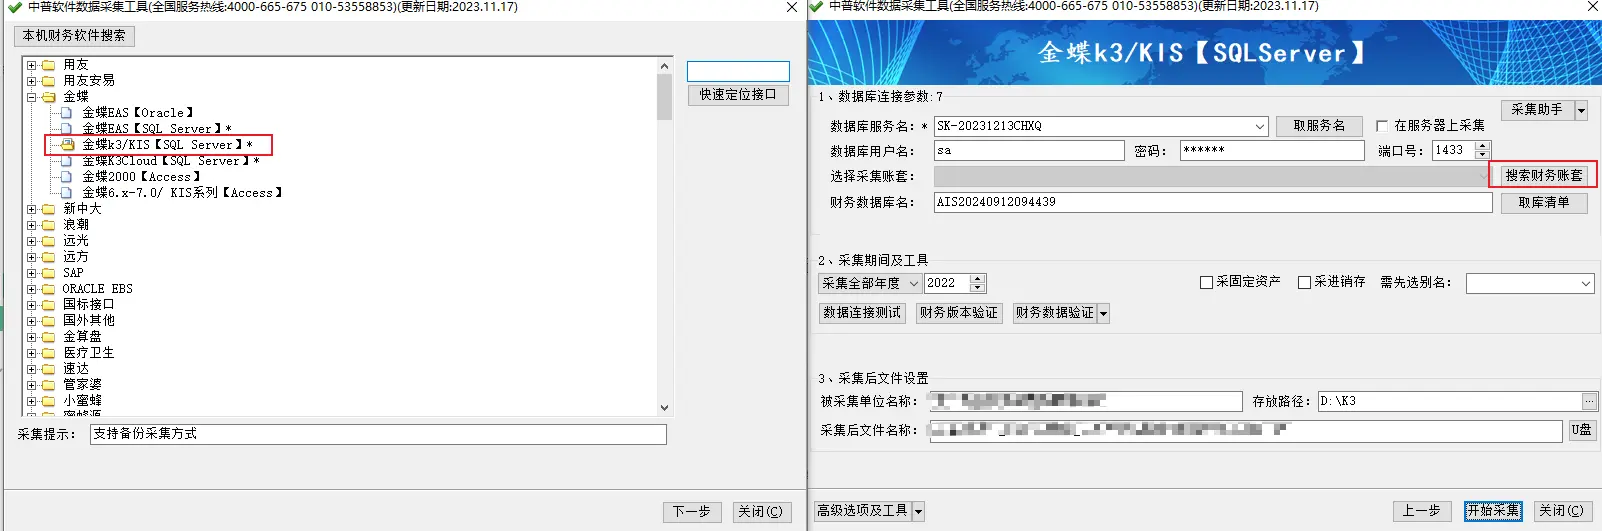 中普软件数据采集工具(全国服务热线:4000-665-675 010-53558853)(更新日期:2023.11.17)
本机财务软件搜索
用友
用友安易
金蝶
金蝶EAS【Oracle】
金蝶EAS【SQL Server】*
金蝶k3/KIS【SQL Server】*
金蝶K3Cloud【SQL Server】*
金蝶2000【Access】
金蝶6.x-7.0/ KIS系列【Access】
新中大
浪潮
远光
远方
SAP
ORACLE EBS
国标接口
国外其他
金算盘
医疗卫生
速达
管家婆
小蜜蜂
快速定位接口
采集提示: 支持备份采集方式
下一步 关闭(C)
中普软件数据采集工具(全国服务热线:4000-665-675 010-53558853)(更新日期:2023.11.17)
金蝶k3/KIS【SQLServer】
1、数据库连接参数:7
采集助手
数据库服务名:* SK-20231213CHXQ 取服务名 在服务器上采集
数据库用户名: sa 密码: ****** 端口号: 1433
选择采集账套: 搜索财务账套
财务数据库名: AIS20240912094439 取库清单
2、采集期间及工具
采集全部年度 2022 采固定资产 采进销存 需先选别名:
数据连接测试 财务版本验证 财务数据验证
3、采集后文件设置
被采集单位名称: 存放路径: D:\K3 ...
采集后文件名称: U盘
高级选项及工具 上一步 开始采集 关闭(C)